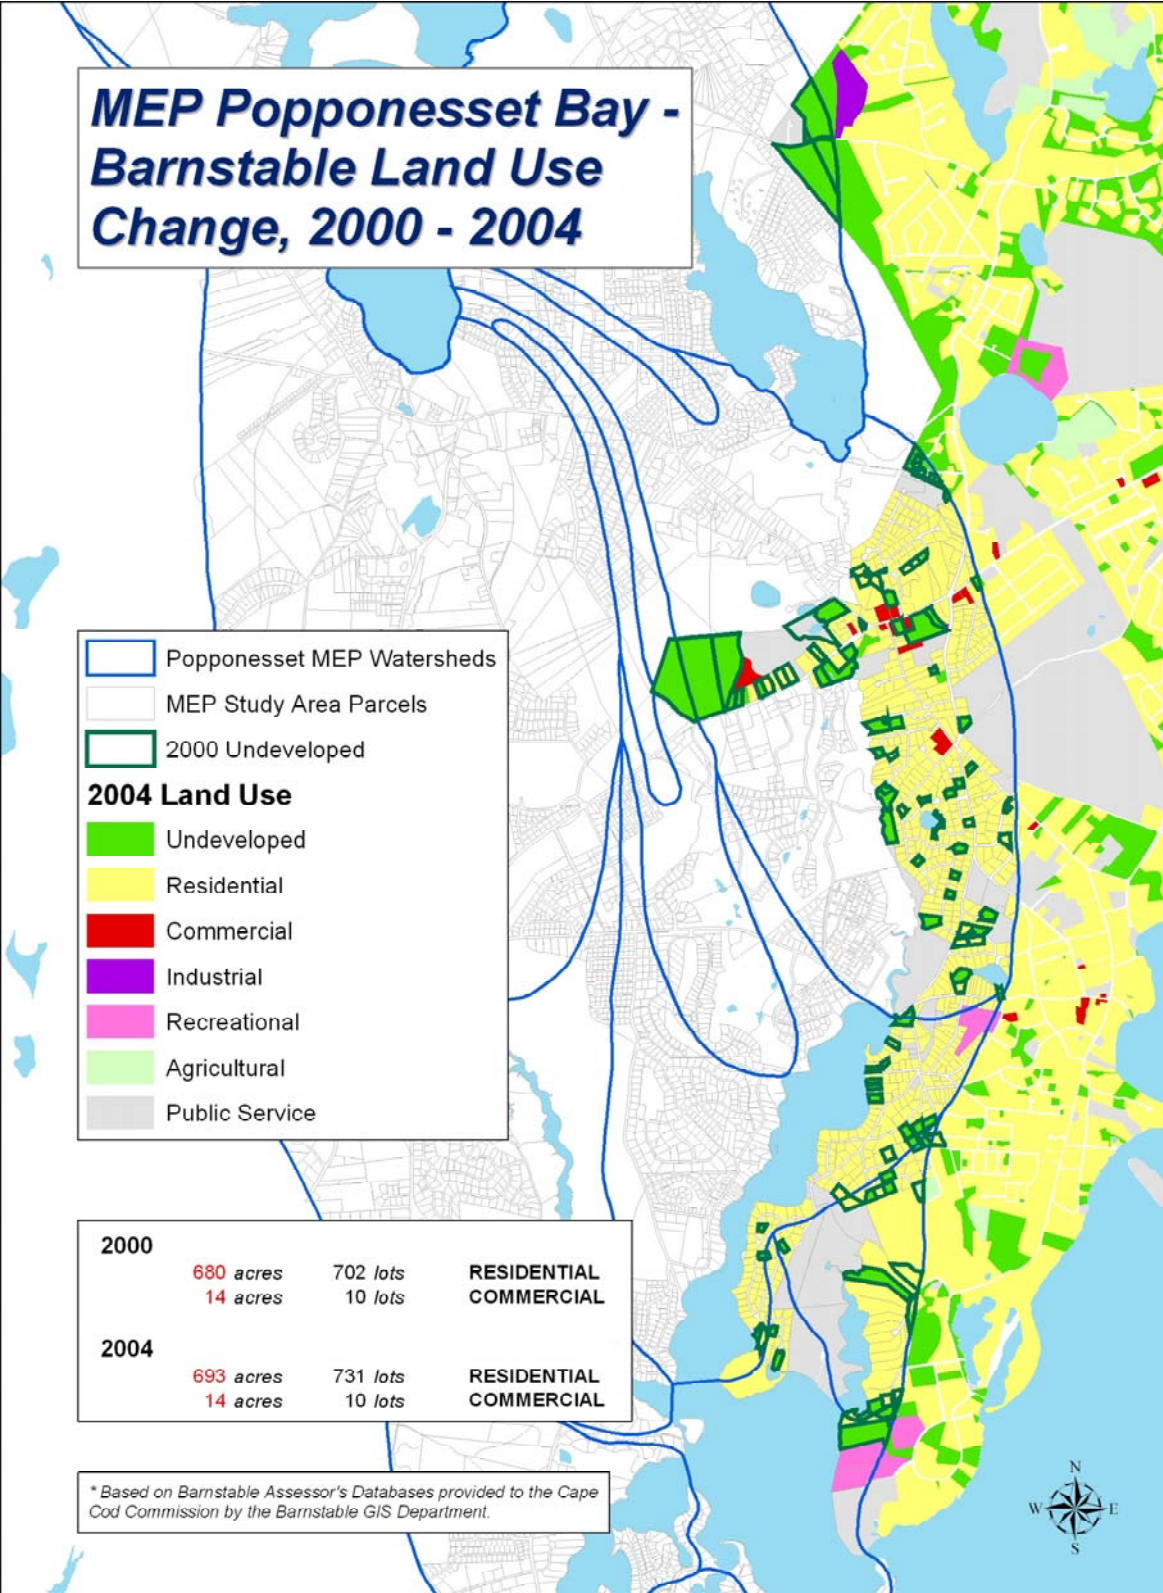 MEP Popponesset Bay -
Barnstable Land Use
Change, 2000 - 2004
Popponesset MEP Watersheds
MEP Study Area Parcels
2000 Undeveloped
2004 Land Use
Undeveloped
Residential
Commercial
Industrial
Recreational
Agricultural
Public Service
2000
680 acres 702 lots RESIDENTIAL
14 acres 10 lots COMMERCIAL
2004
693 acres 731 lots RESIDENTIAL
14 acres 10 lots COMMERCIAL
* Based on Barnstable Assessor's Databases provided to the Cape
Cod Commission by the Barnstable GIS Department.
N
W E
S